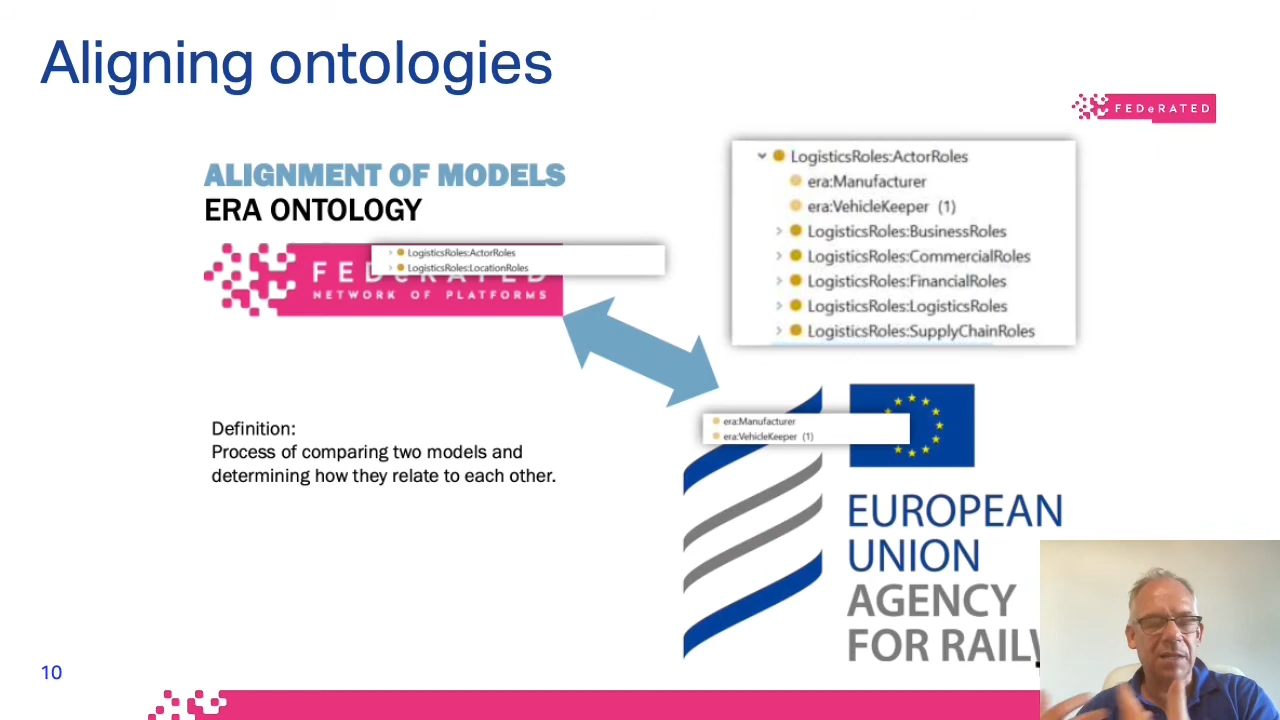 Aligning ontologies
FEDeRATED
ALIGNMENT OF MODELS
ERA ONTOLOGY
LogisticsRoles:ActorRoles
LogisticsRoles:LocationRoles
FEDeRATED
NETWORK OF PLATFORMS
LogisticsRoles:ActorRoles
era:Manufacturer
era:VehicleKeeper (1)
LogisticsRoles:BusinessRoles
LogisticsRoles:CommercialRoles
LogisticsRoles:FinancialRoles
LogisticsRoles:LogisticsRoles
LogisticsRoles:SupplyChainRoles
Definition:
Process of comparing two models and
determining how they relate to each other.
era:Manufacturer
era:VehicleKeeper (1)
EUROPEAN
UNION
AGENCY
FOR RAIL
10